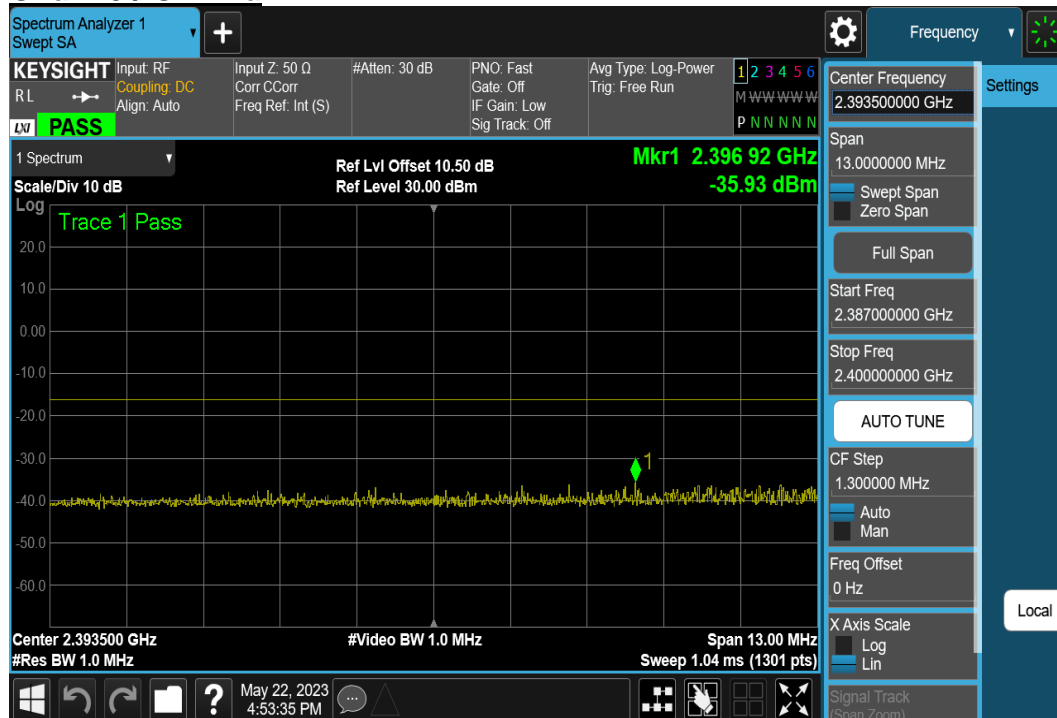 Spectrum Analyzer 1
Swept SA
+
Frequency
KEYSIGHT
RL
LXI PASS
Input: RF
Coupling: DC
Align: Auto
Input Z: 50 Ω
Corr CCorr
Freq Ref: Int (S)
#Atten: 30 dB
PNO: Fast
Gate: Off
IF Gain: Low
Sig Track: Off
Avg Type: Log-Power
Trig: Free Run
1 2 3 4 5 6
M W W W W W
P N N N N N
1 Spectrum
Scale/Div 10 dB
Ref Lvl Offset 10.50 dB
Ref Level 30.00 dBm
Mkr1 2.396 92 GHz
-35.93 dBm
Log
Trace 1 Pass
20.0
10.0
0.00
-10.0
-20.0
-30.0
-40.0
-50.0
-60.0
1
Center 2.393500 GHz
#Res BW 1.0 MHz
#Video BW 1.0 MHz
Span 13.00 MHz
Sweep 1.04 ms (1301 pts)
?
May 22, 2023
4:53:35 PM
Center Frequency
2.393500000 GHz
Span
13.0000000 MHz
Swept Span
Zero Span
Full Span
Start Freq
2.387000000 GHz
Stop Freq
2.400000000 GHz
AUTO TUNE
CF Step
1.300000 MHz
Auto
Man
Freq Offset
0 Hz
X Axis Scale
Log
Lin
Signal Track
(Span Zoom)
Settings
Local